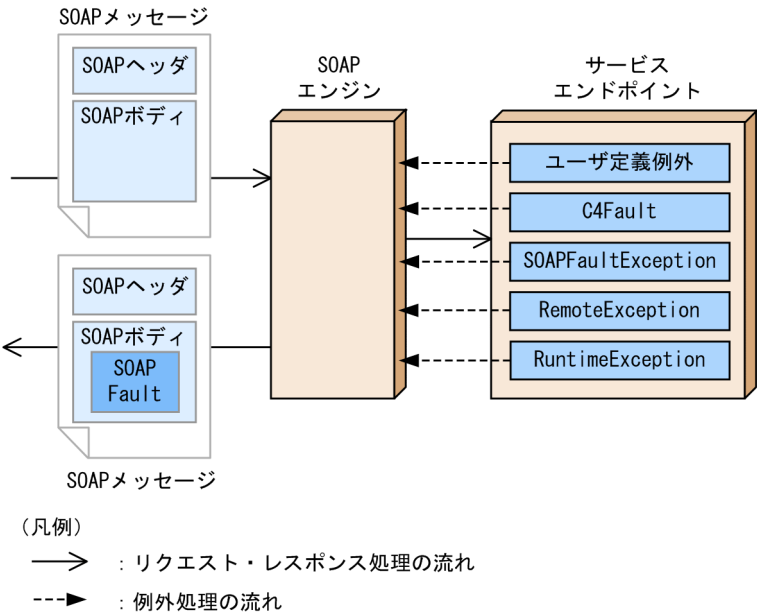 SOAPメッセージ
SOAPヘッダ
SOAPボディ
SOAP
エンジン
サービス
エンドポイント
ユーザ定義例外
C4Fault
SOAPFaultException
RemoteException
RuntimeException
SOAPヘッダ
SOAPボディ
SOAP
Fault
SOAPメッセージ
(凡例)
：リクエスト・レスポンス処理の流れ
：例外処理の流れ